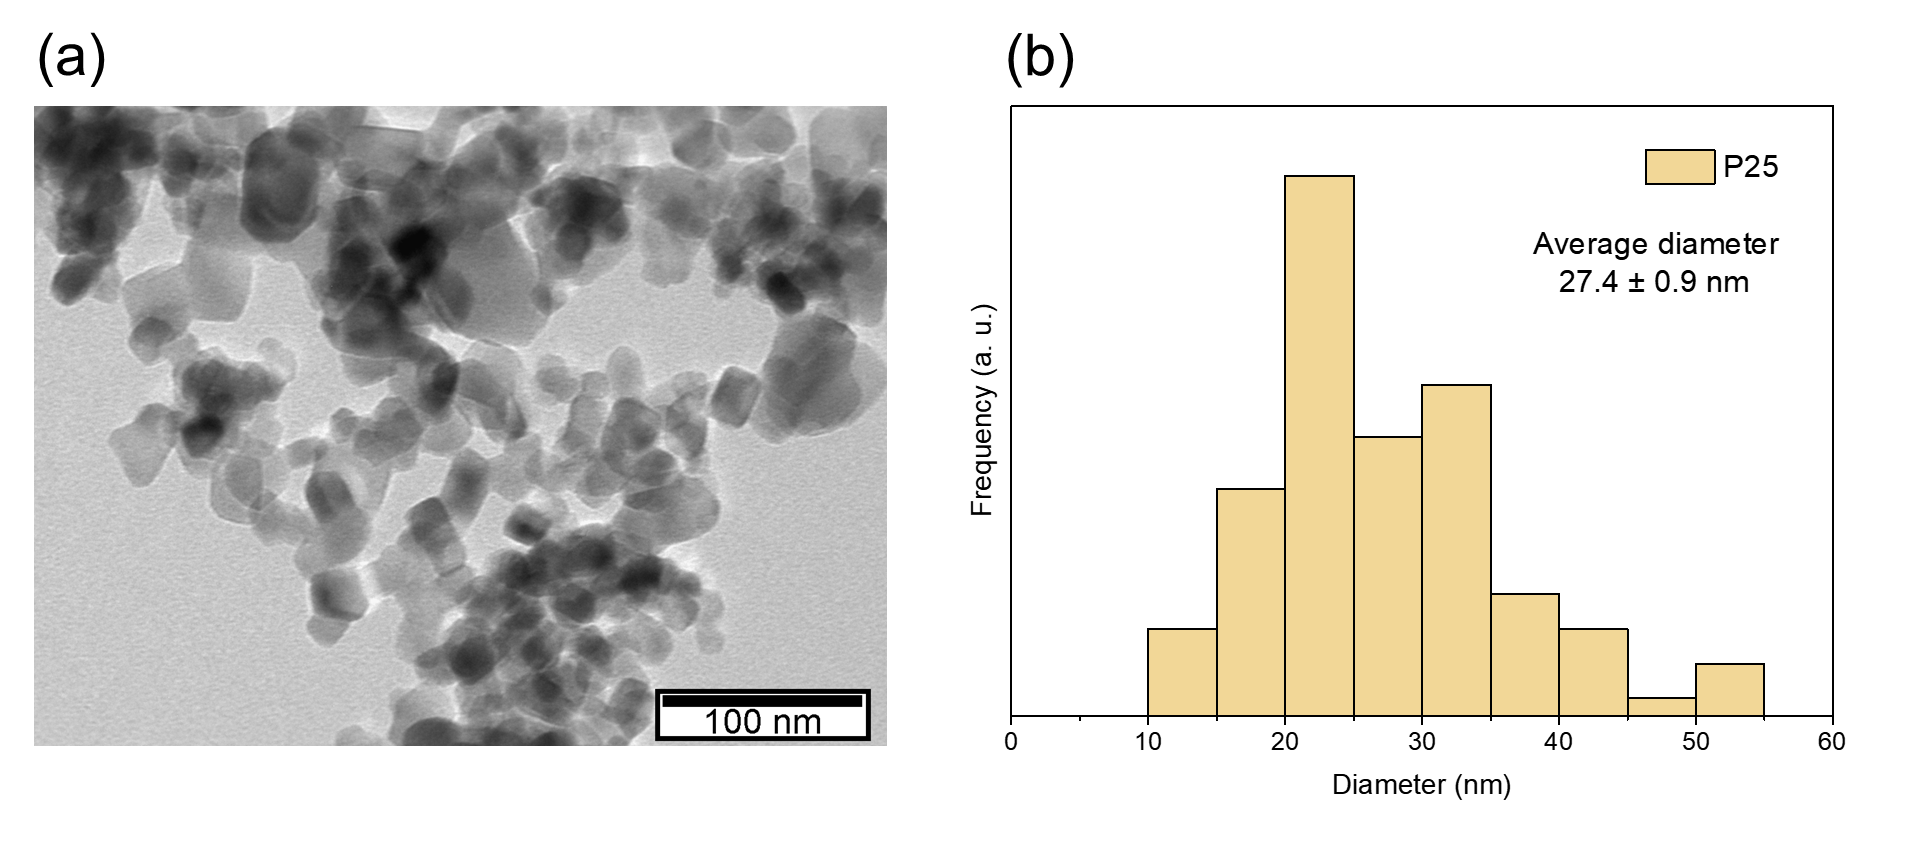 (a)
100 nm
(b)
P25
Average diameter
27.4 ± 0.9 nm
Frequency (a. u.)
0 10 20 30 40 50 60
Diameter (nm)